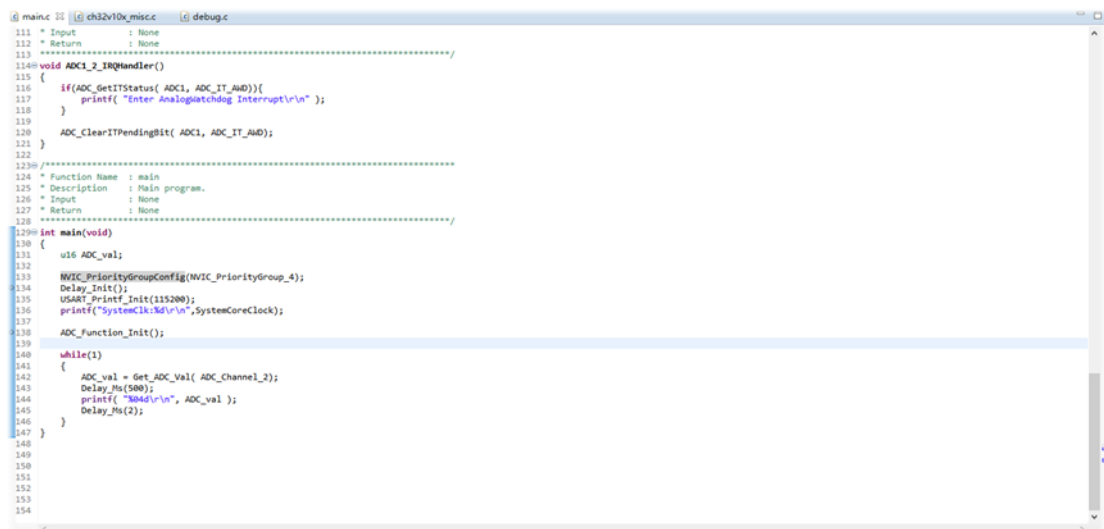 main.c ch32v10x_misc.c debug.c
111 * Input : None
112 * Return : None
113 *******************************************************************************/
114 void ADC1_2_IRQHandler()
115 {
116 if(ADC_GetITStatus( ADC1, ADC_IT_AWD)){
117 printf( "Enter AnalogWatchdog Interrupt\r\n" );
118 }
119
120 ADC_ClearITPendingBit( ADC1, ADC_IT_AWD);
121 }
122
123 /*******************************************************************************
124 * Function Name : main
125 * Description : Main program.
126 * Input : None
127 * Return : None
128 *******************************************************************************/
129 int main(void)
130 {
131 u16 ADC_val;
132
133 NVIC_PriorityGroupConfig(NVIC_PriorityGroup_4);
134 Delay_Init();
135 USART_Printf_Init(115200);
136 printf("SystemClk:%d\r\n",SystemCoreClock);
137
138 ADC_Function_Init();
139
140 while(1)
141 {
142 ADC_val = Get_ADC_Val( ADC_Channel_2);
143 Delay_Ms(500);
144 printf( "%04d\r\n", ADC_val );
145 Delay_Ms(2);
146 }
147 }
148
149
150
151
152
153
154